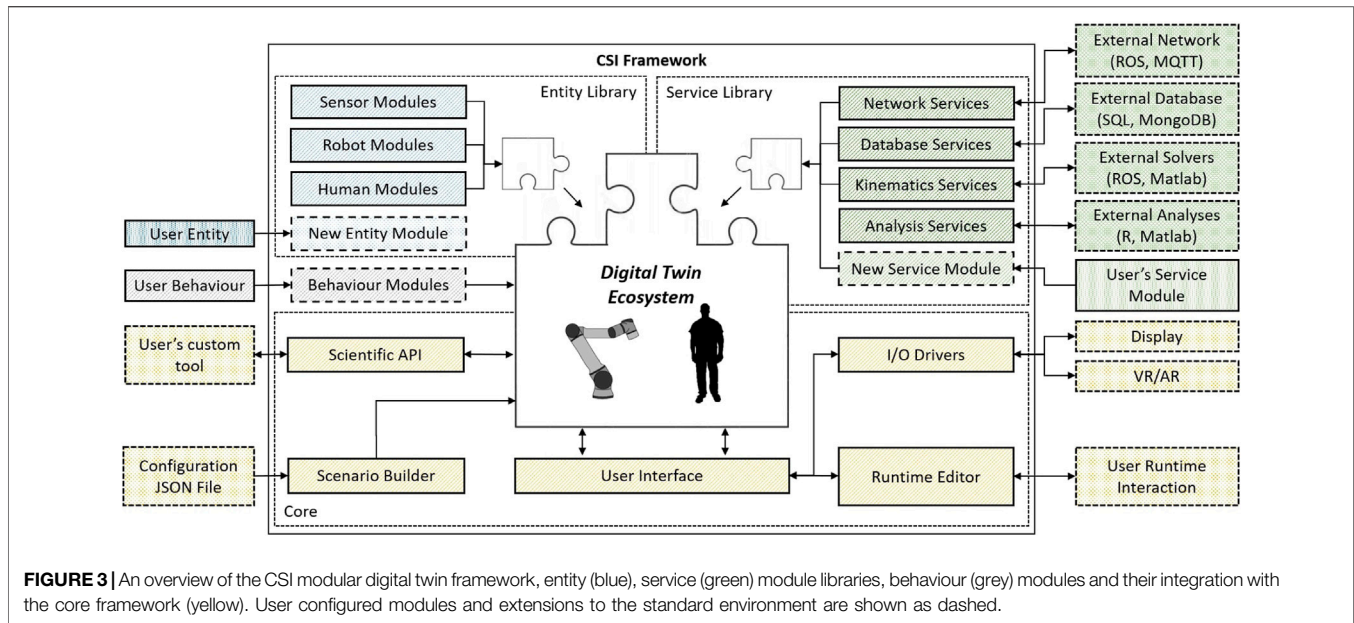 CSI Framework
Entity Library
Service Library
Sensor Modules
Robot Modules
Human Modules
New Entity Module
User Entity
User Behaviour
Behaviour Modules
Network Services
Database Services
Kinematics Services
Analysis Services
New Service Module
External Network
(ROS, MQTT)
External Database
(SQL, MongoDB)
External Solvers
(ROS, Matlab)
External Analyses
(R, Matlab)
User's Service
Module
Digital Twin
Ecosystem
User's custom
tool
Scientific API
I/O Drivers
Display
VR/AR
Configuration
JSON File
Scenario Builder
User Interface
Runtime Editor
User Runtime
Interaction
Core
FIGURE 3 | An overview of the CSI modular digital twin framework, entity (blue), service (green) module libraries, behaviour (grey) modules and their integration with
the core framework (yellow). User configured modules and extensions to the standard environment are shown as dashed.